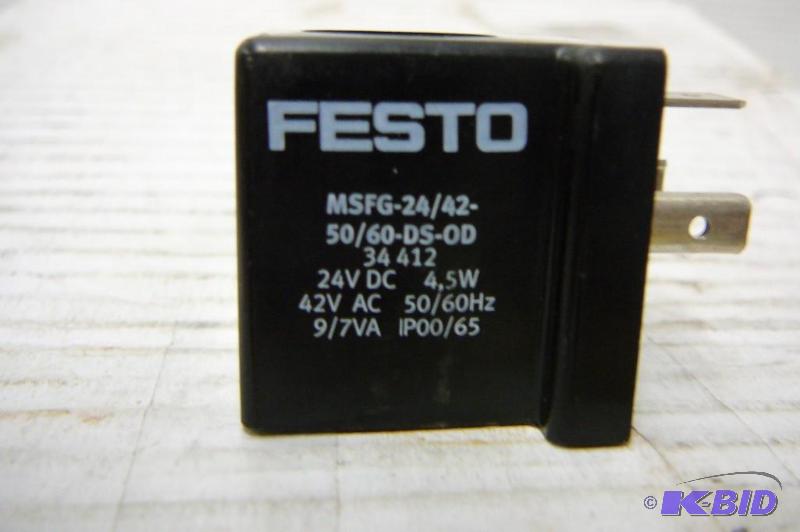 FESTO
MSFG-24/42-
50/60-DS-OD
34 412
24V DC 4,5W
42V AC 50/60Hz
9/7VA IP00/65
© K-BID